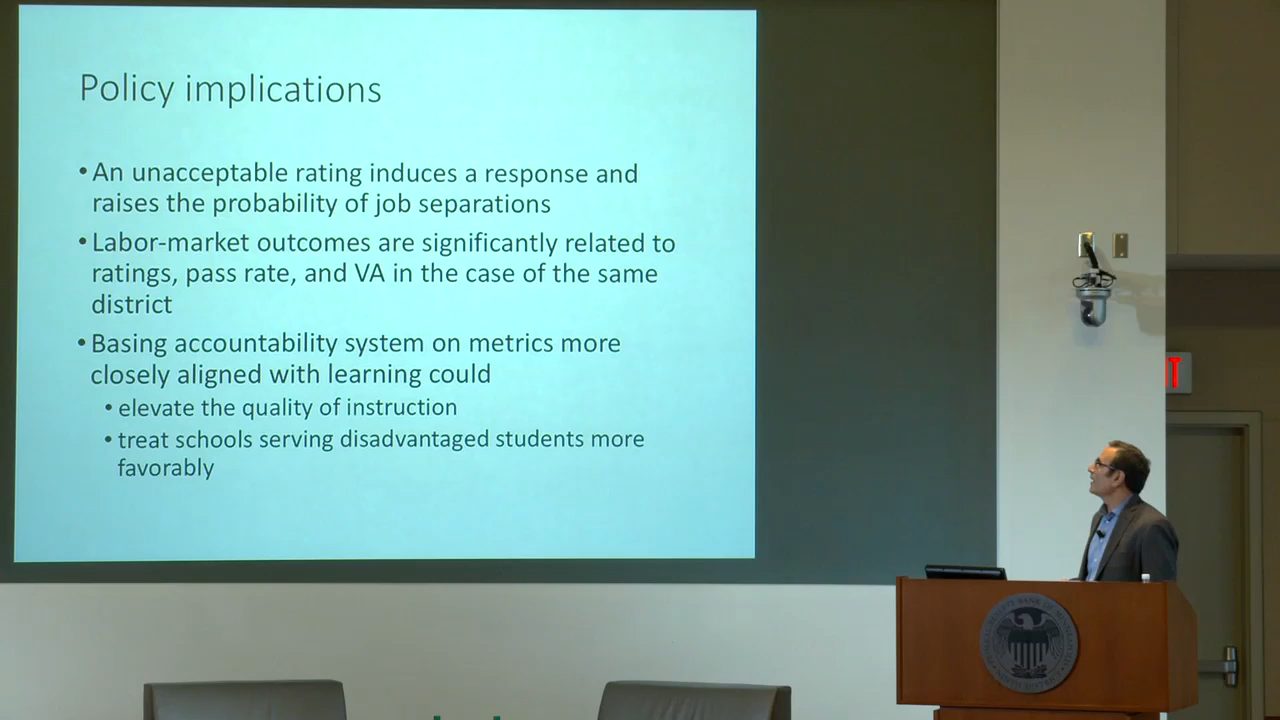 Policy implications
•An unacceptable rating induces a response and
raises the probability of job separations
•Labor-market outcomes are significantly related to
ratings, pass rate, and VA in the case of the same
district
•Basing accountability system on metrics more
closely aligned with learning could
•elevate the quality of instruction
•treat schools serving disadvantaged students more
favorably